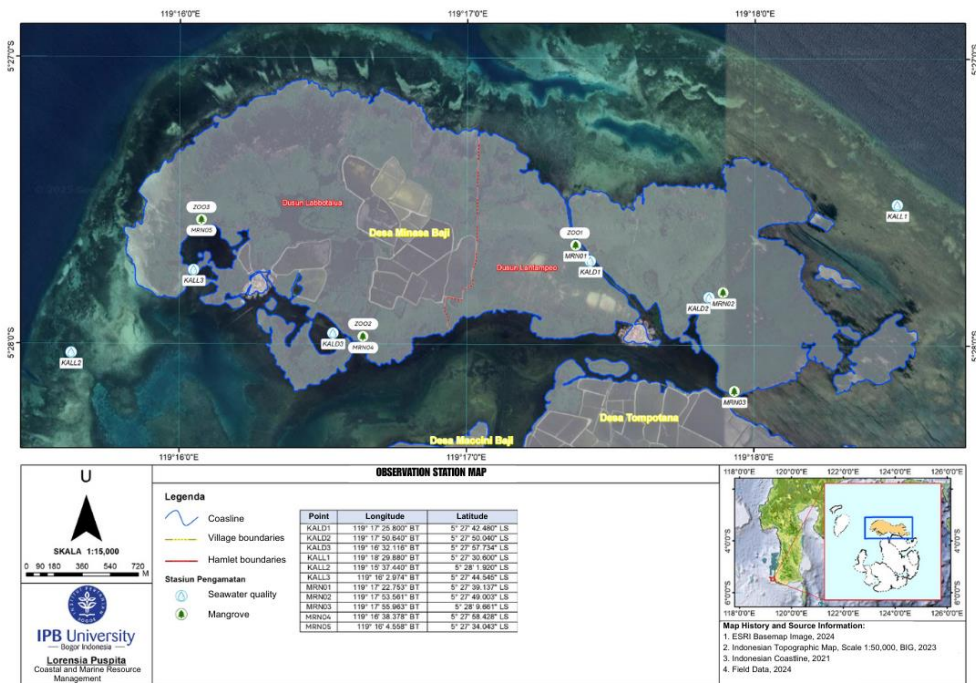 119°16'0"E 119°17'0"E 119°18'0"E
5°27'0"S 5°27'0"S
ZOO3
MRN05
KALL3
Dusun Labbotallua
Desa Minasa Baji
Dusun Lantangpeo
ZOO1
MRN01
KALD1
KALL1
KALD2
MRN02
ZOO2
KALD3
MRN04
KALL2
5°28'0"S 5°28'0"S
MRN03
Desa Tompotana
Desa Maccini Baji
119°16'0"E 119°17'0"E 119°18'0"E
U
SKALA 1:15,000
0 90 180 360 540 720
M
IPB University
Bogor Indonesia
Lorensia Puspita
Coastal and Marine Resource
Management
OBSERVATION STATION MAP
Legenda
Coasline
Village boundaries
Hamlet boundaries
Stasiun Pengamatan
Seawater quality
Mangrove
Point Longitude Latitude
KALD1 119° 17' 25.800" BT 5° 27' 42.480" LS
KALD2 119° 17' 50.640" BT 5° 27' 50.040" LS
KALD3 119° 16' 32.116" BT 5° 27' 57.734" LS
KALL1 119° 18' 29.880" BT 5° 27' 30.600" LS
KALL2 119° 15' 37.440" BT 5° 28' 1.920" LS
KALL3 119° 16' 2.974" BT 5° 27' 44.545" LS
MRN01 119° 17' 22.753" BT 5° 27' 39.137" LS
MRN02 119° 17' 53.561" BT 5° 27' 49.003" LS
MRN03 119° 17' 55.963" BT 5° 28' 9.661" LS
MRN04 119° 16' 38.378" BT 5° 27' 58.428" LS
MRN05 119° 16' 4.558" BT 5° 27' 34.043" LS
118°0'E 120°0'E 122°0'E 124°0'E 126°0'E
4°0'S 4°0'S
6°0'S 6°0'S
118°0'E 120°0'E 122°0'E 124°0'E 126°0'E
Map History and Source Information:
1. ESRI Basemap Image, 2024
2. Indonesian Topographic Map, Scale 1:50,000, BIG, 2023
3. Indonesian Coastline, 2021
4. Field Data, 2024